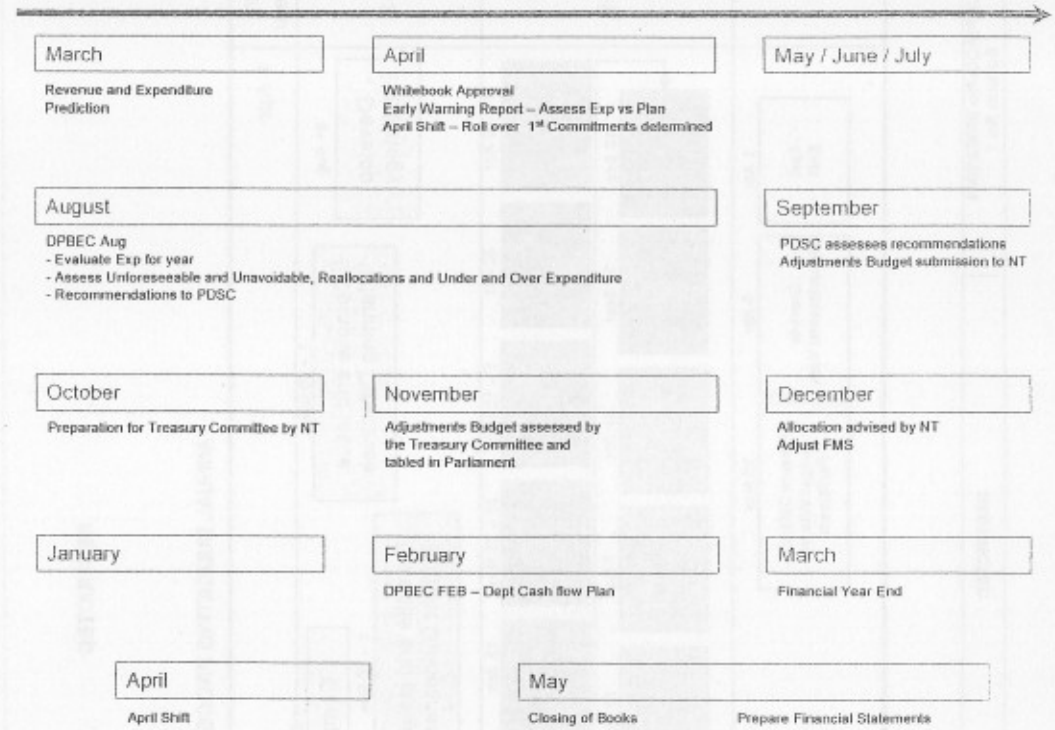 March
Revenue and Expenditure
Prediction
April
Whitebook Approval
Early Warning Report – Assess Exp vs Plan
April Shift – Roll over 1st Commitments determined
May / June / July
August
DPBEC Aug
- Evaluate Exp for year
- Assess Unforeseeable and Unavoidable, Reallocations and Under and Over Expenditure
- Recommendations to PDSC
September
PDSC assesses recommendations
Adjustments Budget submission to NT
October
Preparation for Treasury Committee by NT
November
Adjustments Budget assessed by
the Treasury Committee and
tabled in Parliament
December
Allocation advised by NT
Adjust FMS
January
February
DPBEC FEB – Dept Cash flow Plan
March
Financial Year End
April
April Shift
May
Closing of Books
Prepare Financial Statements